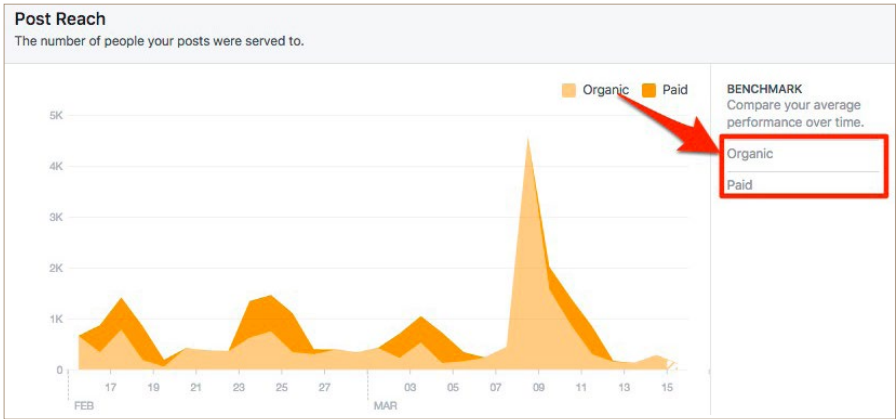 Post Reach
The number of people your posts were served to.
Organic Paid
BENCHMARK
Compare your average
performance over time.
Organic
Paid
5K
4K
3K
2K
1K
0
17 19 21 23 25 27 03 05 07 09 11 13 15
FEB MAR